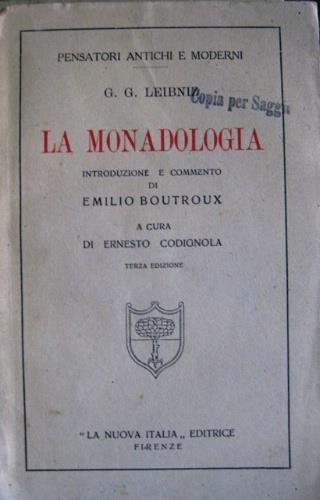 PENSATORI ANTICHI E MODERNI
G. G. LEIBNIZ
Copia per Saggio
LA MONADOLOGIA
INTRODUZIONE E COMMENTO
DI
EMILIO BOUTROUX
A CURA
DI ERNESTO CODIGNOLA
TERZA EDIZIONE
"LA NUOVA ITALIA„ EDITRICE
FIRENZE